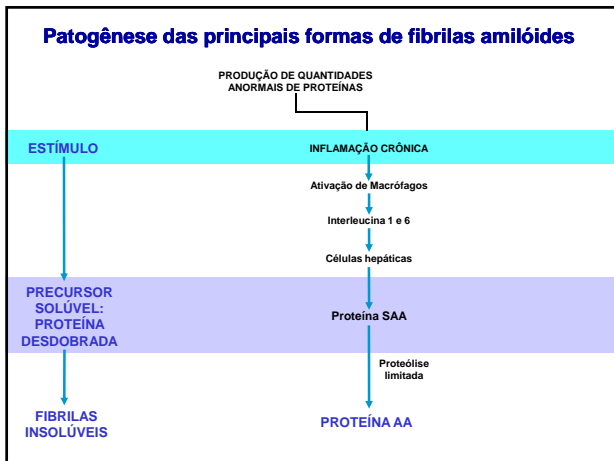 Patogênese das principais formas de fibrilas amilóides
PRODUÇÃO DE QUANTIDADES
ANORMAIS DE PROTEÍNAS
ESTÍMULO
INFLAMAÇÃO CRÔNICA
Ativação de Macrófagos
Interleucina 1 e 6
Células hepáticas
PRECURSOR
SOLÚVEL:
PROTEÍNA
DESDOBRADA
Proteína SAA
Proteólise
limitada
FIBRILAS
INSOLÚVEIS
PROTEÍNA AA